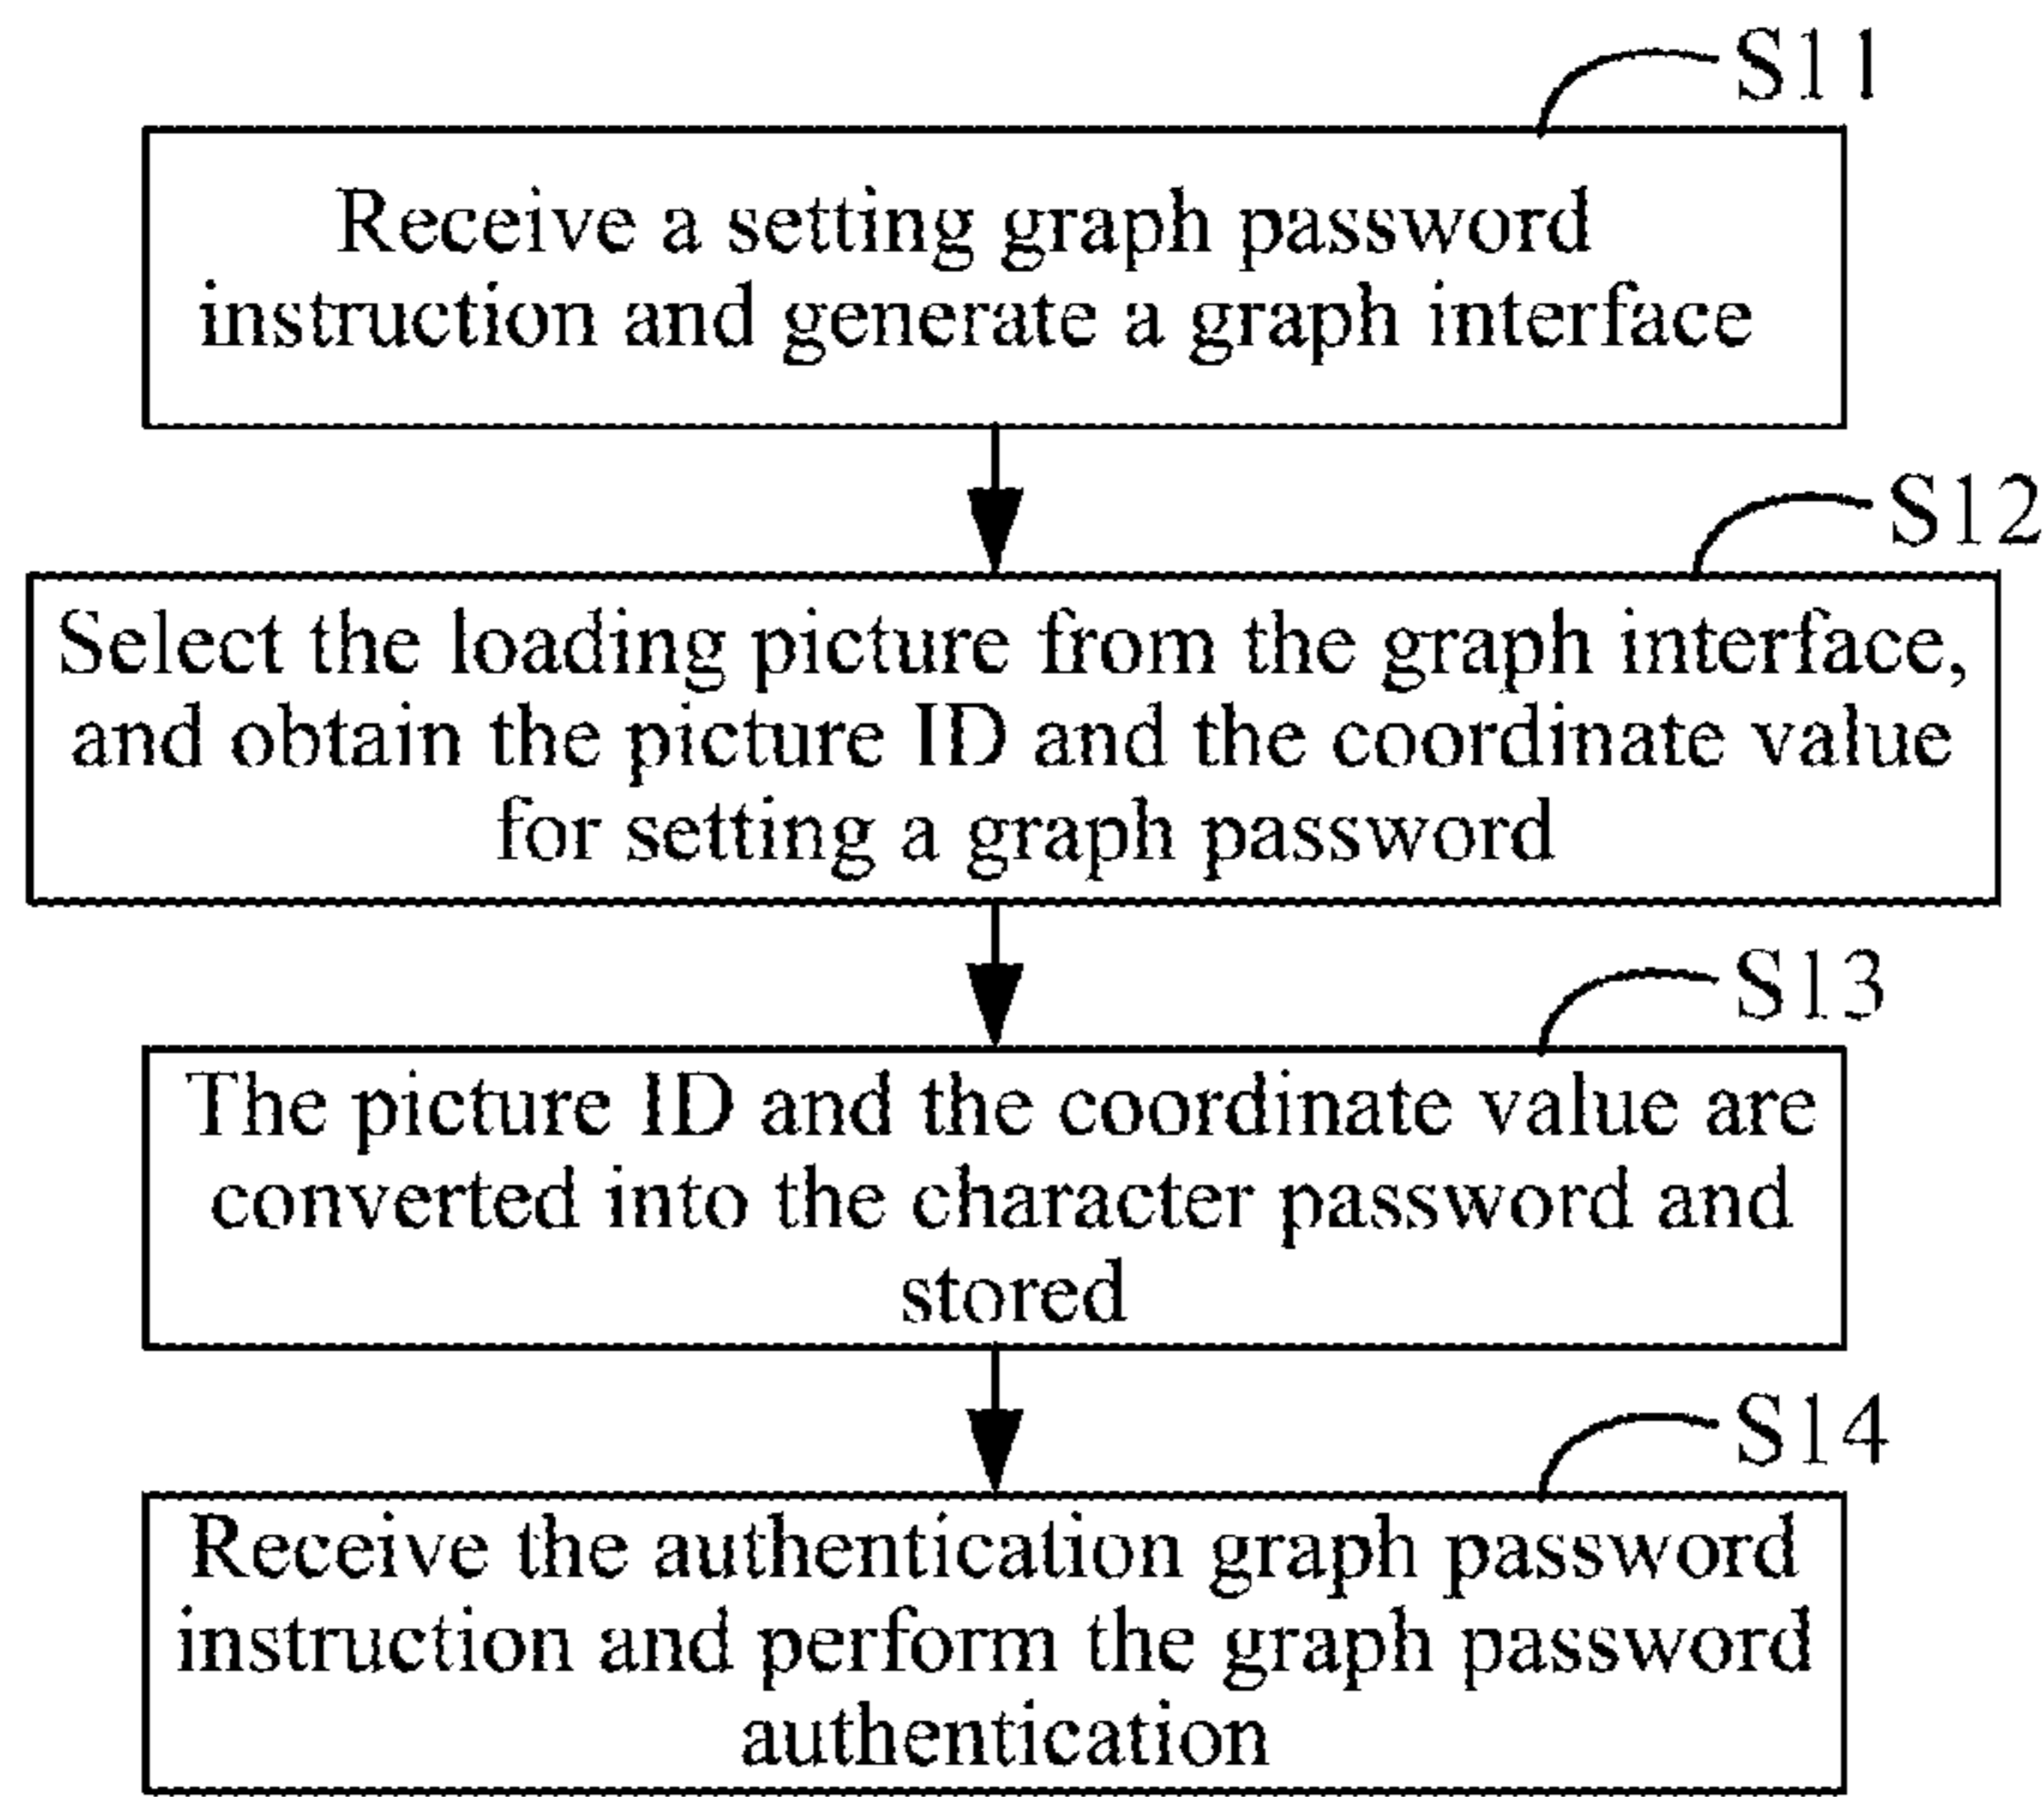 S11
Receive a setting graph password
instruction and generate a graph interface
S12
Select the loading picture from the graph interface,
and obtain the picture ID and the coordinate value
for setting a graph password
S13
The picture ID and the coordinate value are
converted into the character password and
stored
S14
Receive the authentication graph password
instruction and perform the graph password
authentication